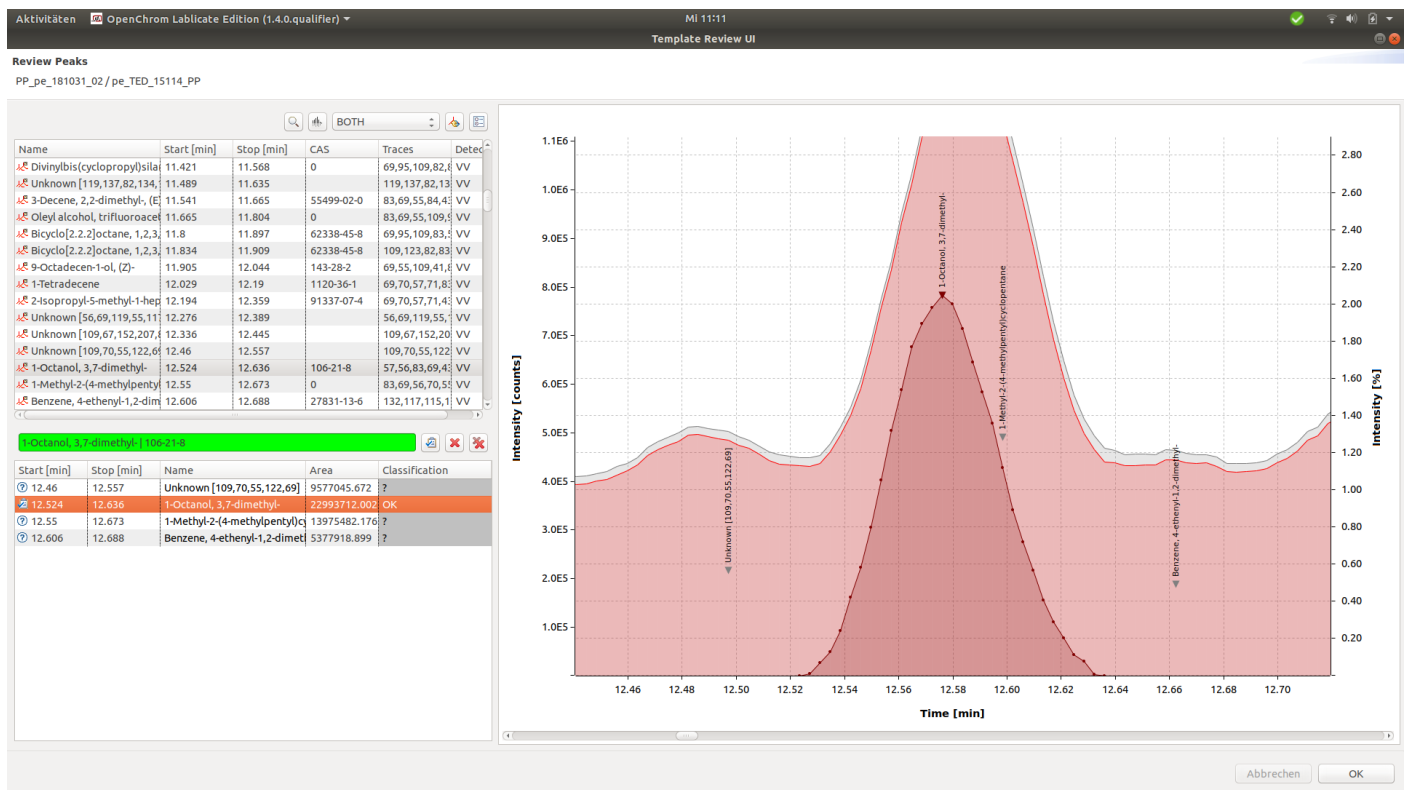 Aktivitäten OpenChrom Lablicate Edition (1.4.0.qualifier) Mi 11:11
Template Review UI
Review Peaks
PP_pe_181031_02 / pe_TED_15114_PP
BOTH
Name Start [min] Stop [min] CAS Traces Detec
Divinylbis(cyclopropyl)sila 11.421 11.568 0 69,95,109,82, VV
Unknown [119,137,82,134, 11.489 11.635 119,137,82,13 VV
3-Decene, 2,2-dimethyl-, (E) 11.541 11.665 55499-02-0 83,69,55,84,4 VV
Oleyl alcohol, trifluoroacet 11.665 11.804 0 83,69,55,109, VV
Bicyclo[2.2.2]octane, 1,2,3, 11.8 11.897 62338-45-8 69,95,109,83, VV
Bicyclo[2.2.2]octane, 1,2,3, 11.834 11.909 62338-45-8 109,123,82,83 VV
9-Octadecen-1-ol, (Z)- 11.905 12.044 143-28-2 69,55,109,41, VV
1-Tetradecene 12.029 12.19 1120-36-1 69,70,57,71,8 VV
2-Isopropyl-5-methyl-1-hep 12.194 12.359 91337-07-4 69,70,57,71,4 VV
Unknown [56,69,119,55,11 12.276 12.389 56,69,119,55, VV
Unknown [109,67,152,207, 12.336 12.445 109,67,152,20 VV
Unknown [109,70,55,122,6 12.46 12.557 109,70,55,122 VV
1-Octanol, 3,7-dimethyl- 12.524 12.636 106-21-8 57,56,83,69,4 VV
1-Methyl-2-(4-methylpenty 12.55 12.673 0 83,69,56,70,5 VV
Benzene, 4-ethenyl-1,2-dim 12.606 12.688 27831-13-6 132,117,115,1 VV
1-Octanol, 3,7-dimethyl- | 106-21-8
Start [min] Stop [min] Name Area Classification
12.46 12.557 Unknown [109,70,55,122,69] 9577045.672 ?
12.524 12.636 1-Octanol, 3,7-dimethyl- 22993712.002 OK
12.55 12.673 1-Methyl-2-(4-methylpentyl)cy 13975482.176 ?
12.606 12.688 Benzene, 4-ethenyl-1,2-dimet 5377918.899 ?
Intensity [counts]
1.1E6
1.0E6
9.0E5
8.0E5
7.0E5
6.0E5
5.0E5
4.0E5
3.0E5
2.0E5
1.0E5
Unknown [109,70,55,122,69]
1-Octanol, 3,7-dimethyl-
1-Methyl-2-(4-methylpentyl)cyclopentane
Benzene, 4-ethenyl-1,2-dimethyl-
2.80
2.60
2.40
2.20
2.00
1.80
1.60
1.40
1.20
1.00
0.80
0.60
0.40
0.20
Intensity [%]
12.46 12.48 12.50 12.52 12.54 12.56 12.58 12.60 12.62 12.64 12.66 12.68 12.70
Time [min]
Abbrechen OK